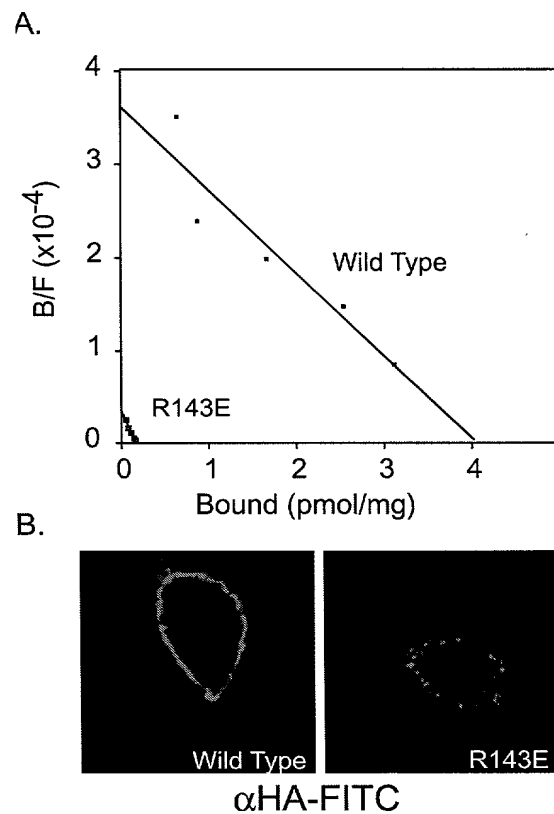 A.
4
3
2
1
0
B/F (x10-4)
Wild Type
R143E
0 1 2 3 4
Bound (pmol/mg)
B.
Wild Type R143E
αHA-FITC